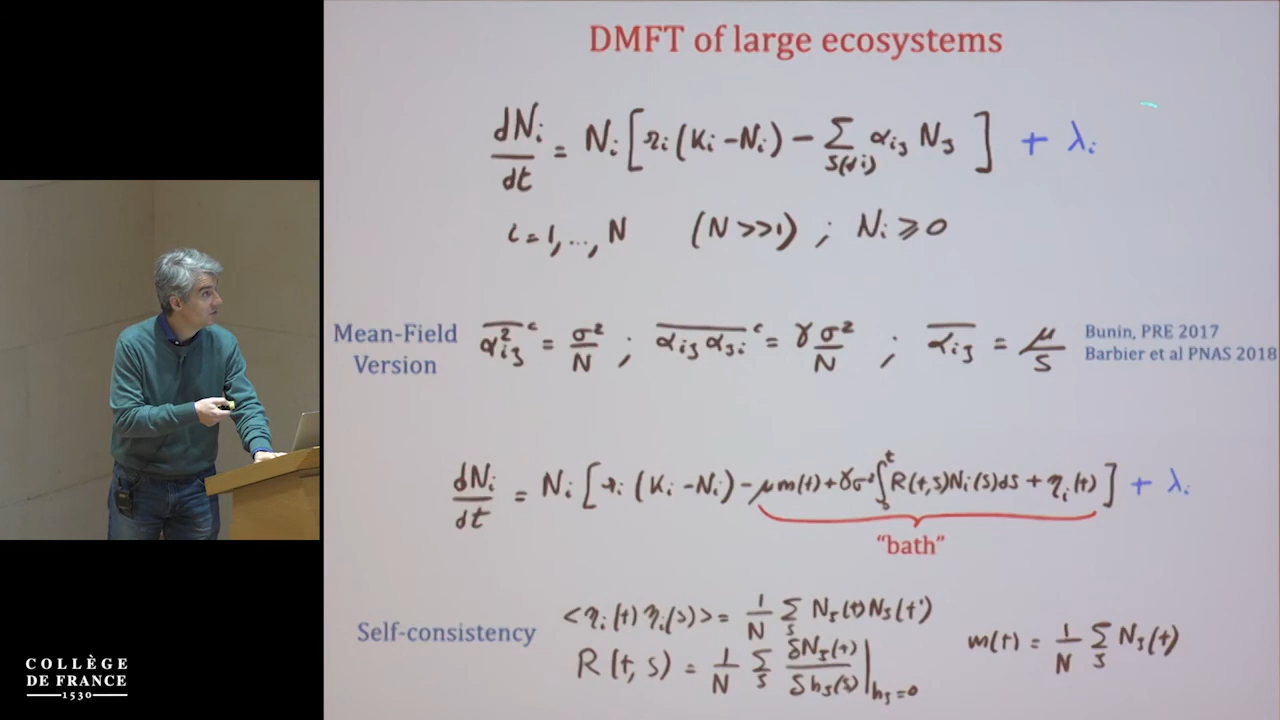 DMFT of large ecosystems
dNi/dt = Ni [ri (Ki − Ni) − Σ_{j(≠i)} αij Nj] + λi
i = 1, ..., N (N >> 1) ; Ni ⩾ 0
Mean-Field Version
αij² ᶜ = σ²/N ; αij αji ᶜ = γσ²/N ; αij = μ/S
Bunin, PRE 2017
Barbier et al PNAS 2018
dNi/dt = Ni [ri (Ki − Ni) − μm(t) + γσ² ∫₀ᵗ R(t,s) Ni(s) ds + ηi(t)] + λi
"bath"
Self-consistency
<ηi(t) ηi(s)> = 1/N Σj Nj(t) Nj(t')
R(t, s) = 1/N Σj δNj(t)/δhj(s) |hj=0
m(t) = 1/N Σj Nj(t)
COLLÈGE
DE FRANCE
1530